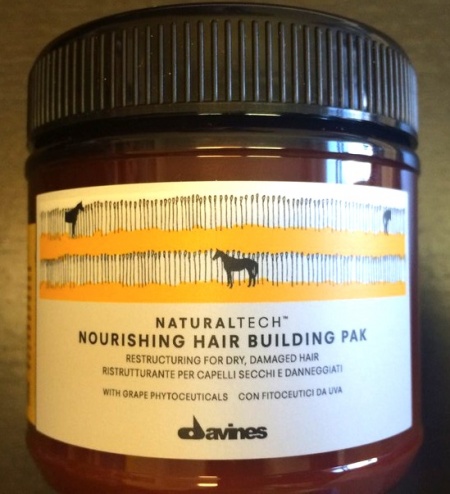 NATURALTECH™
NOURISHING HAIR BUILDING PAK
RESTRUCTURING FOR DRY, DAMAGED HAIR
RISTRUTTURANTE PER CAPELLI SECCHI E DANNEGGIATI
WITH GRAPE PHYTOCEUTICALS CON FITOCEUTICI DA UVA
davines